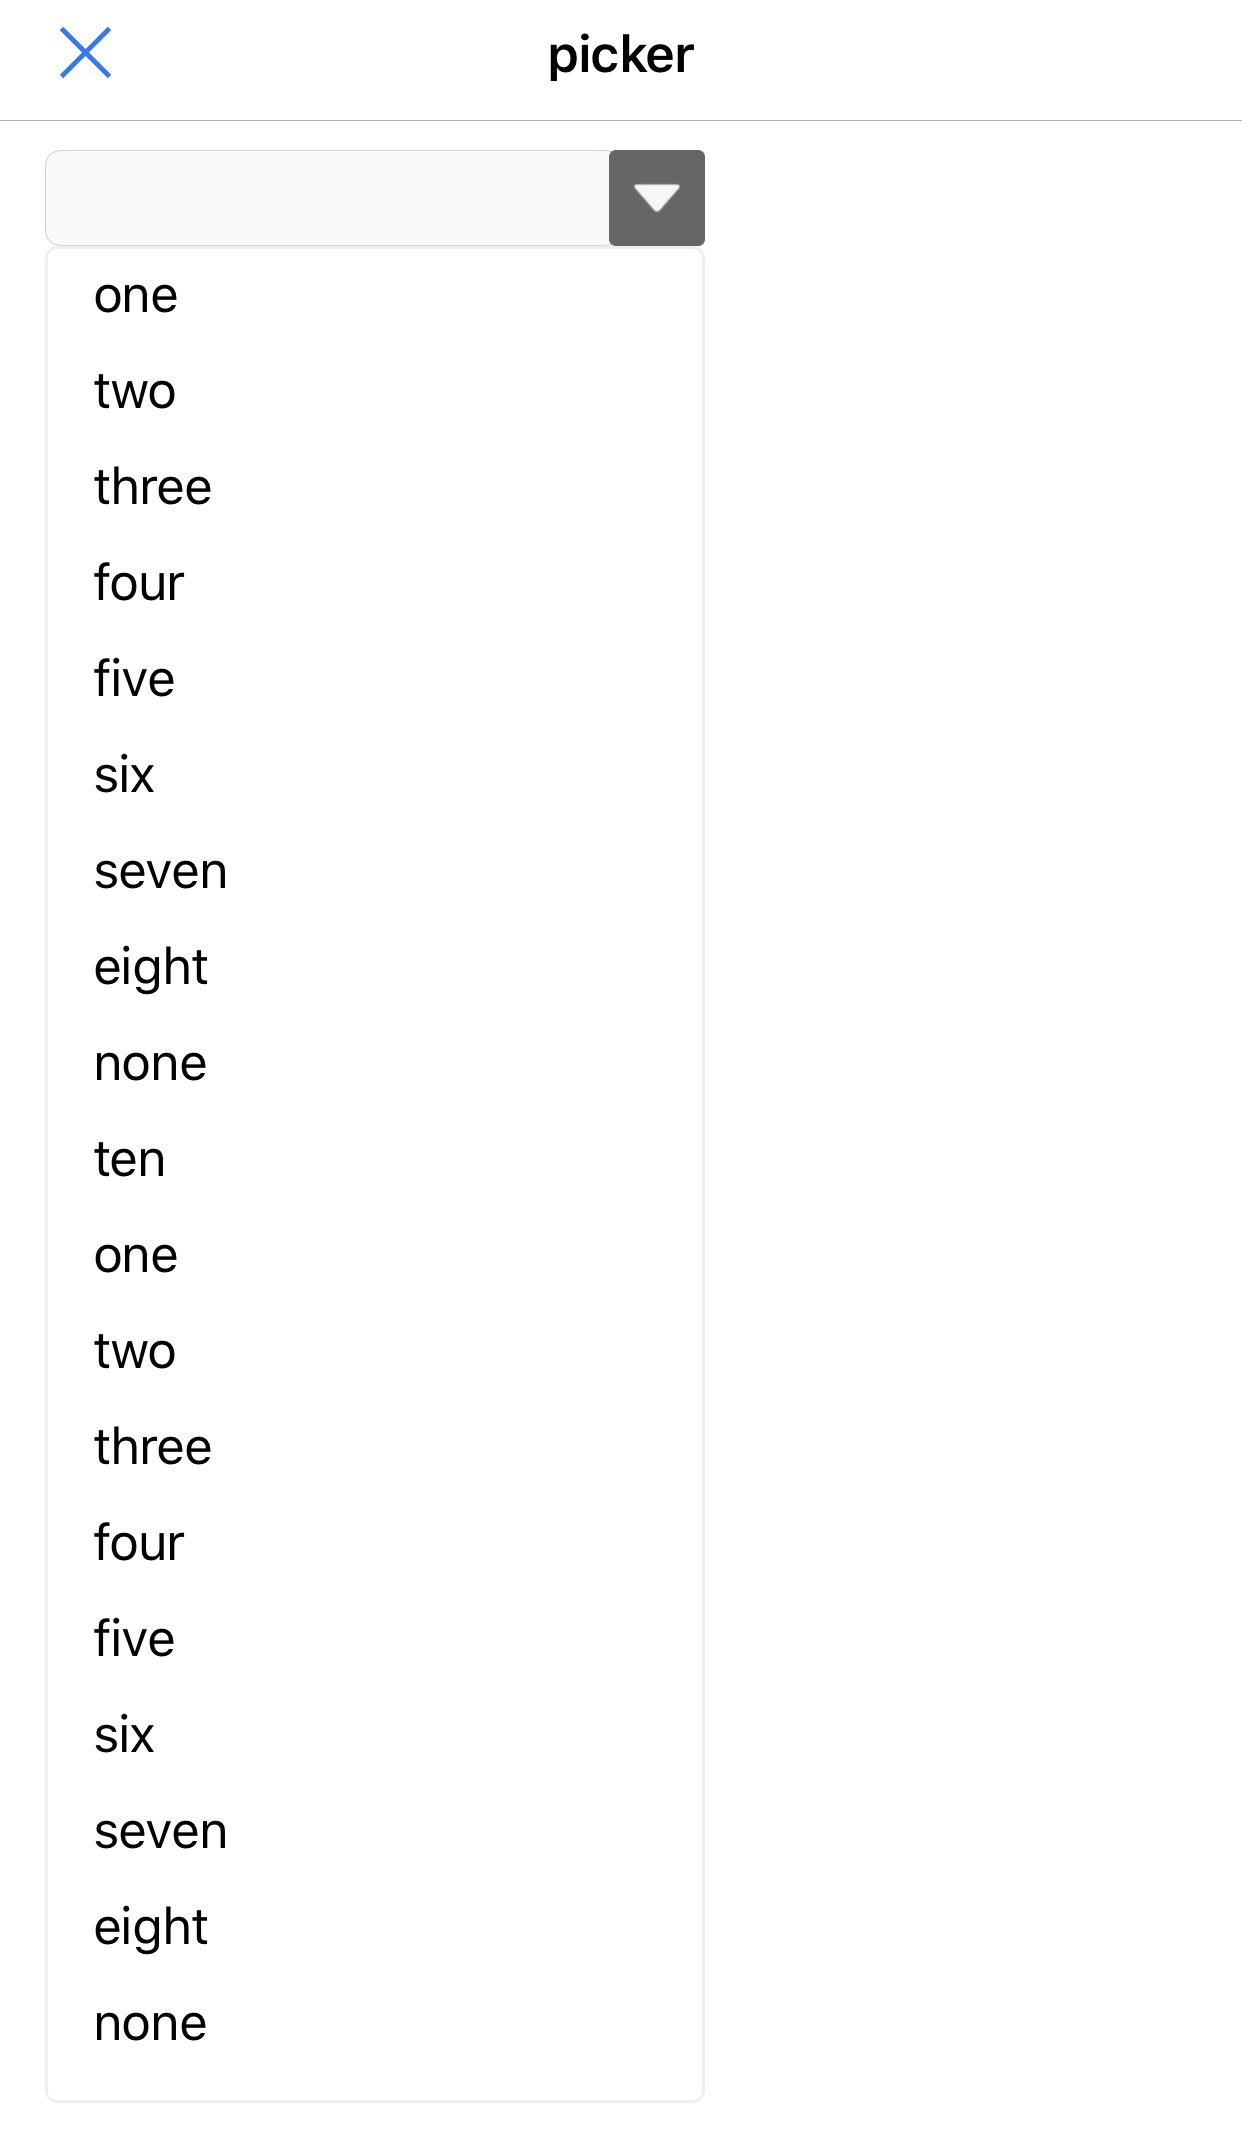 picker
one
two
three
four
five
six
seven
eight
none
ten
one
two
three
four
five
six
seven
eight
none